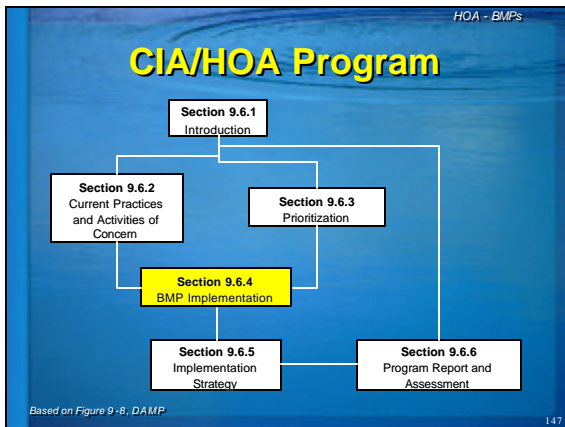 HOA - BMPs
CIA/HOA Program
Section 9.6.1
Introduction
Section 9.6.2
Current Practices
and Activities of
Concern
Section 9.6.3
Prioritization
Section 9.6.4
BMP Implementation
Section 9.6.5
Implementation
Strategy
Section 9.6.6
Program Report and
Assessment
Based on Figure 9-8, DAMP
147